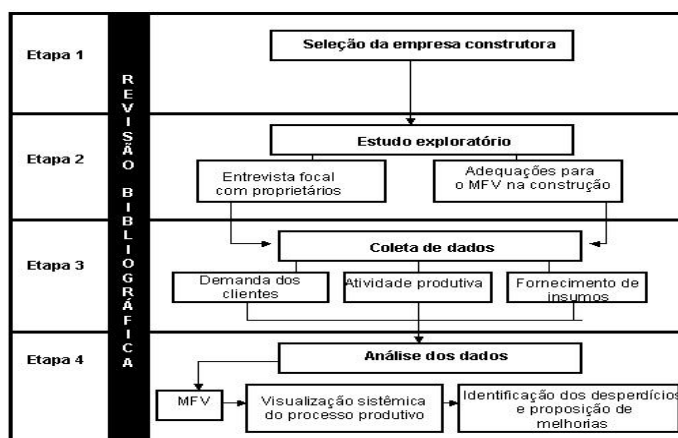 Etapa 1
Seleção da empresa construtora
REVISÃO BIBLIOGRÁFICA
Etapa 2
Estudo exploratório
Entrevista focal
com proprietários
Adequações para
o MFV na construção
Etapa 3
Coleta de dados
Demanda dos
clientes
Atividade produtiva
Fornecimento de
insumos
Etapa 4
Análise dos dados
MFV
Visualização sistêmica
do processo produtivo
Identificação dos desperdícios
e proposição de
melhorias